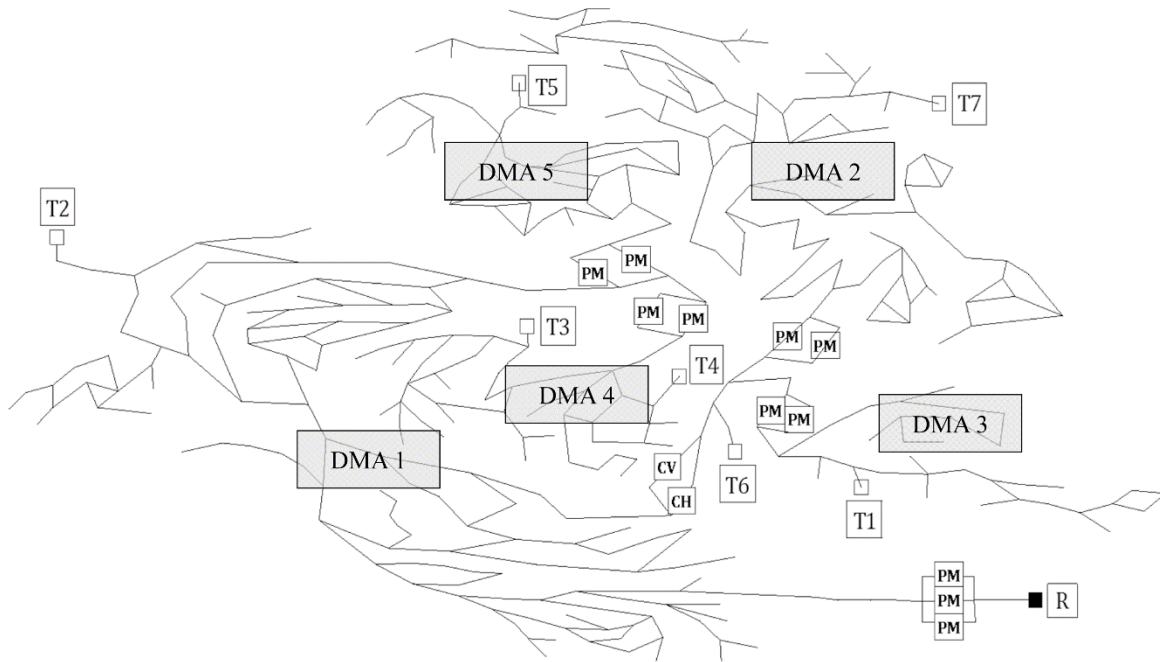 T5
T7
DMA 5
DMA 2
T2
PM
PM
PM
PM
T3
PM
PM
T4
DMA 4
PM
PM
DMA 3
DMA 1
CV
CH
T6
T1
PM
PM
R
PM